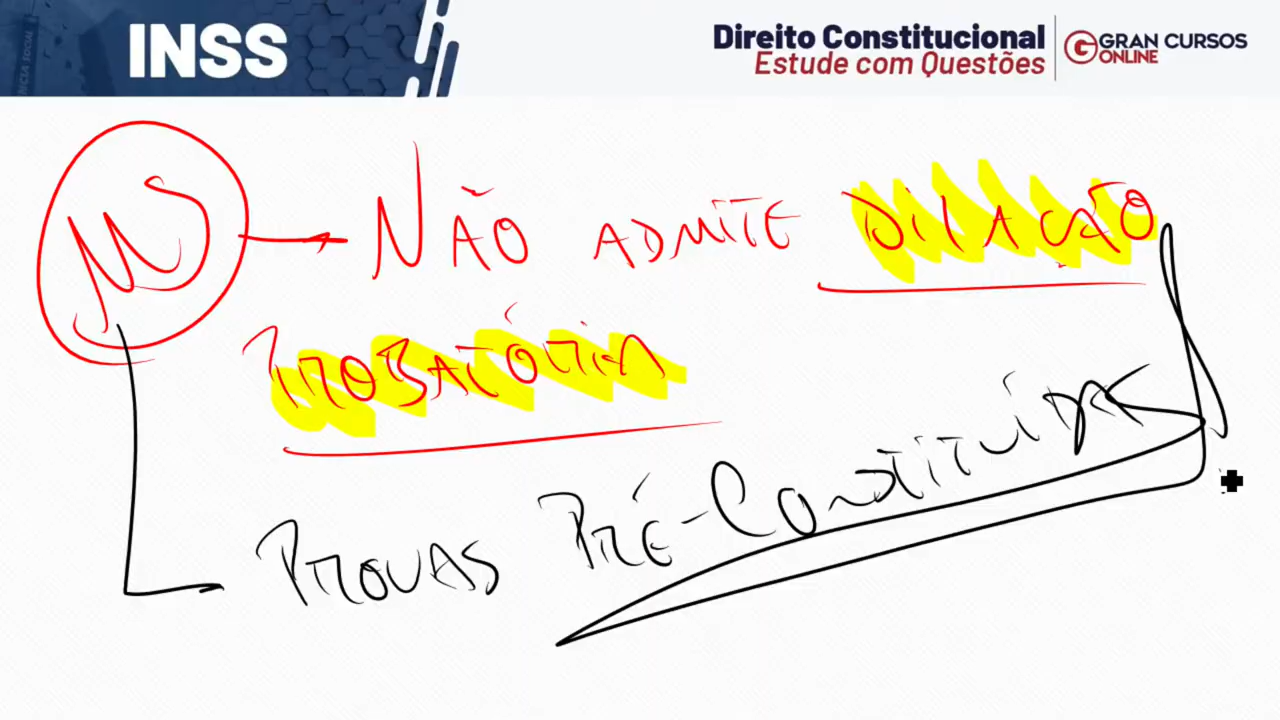 INSS
Direito Constitucional
Estude com Questões
GRAN CURSOS
ONLINE
MS NÃO ADMITE DILAÇÃO
PROBATÓRIA
PROVAS PRÉ-CONSTITUÍDAS